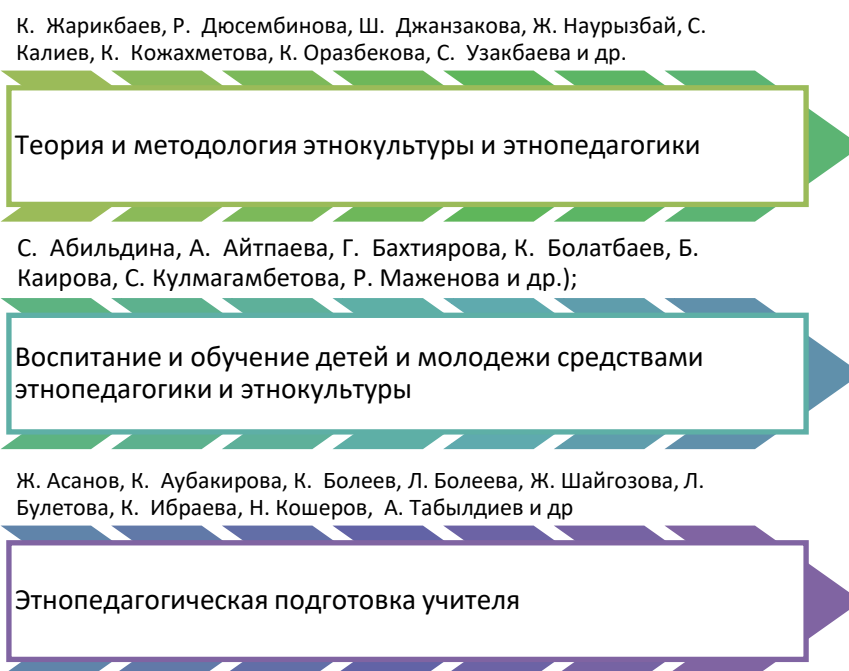 К. Жарикбаев, Р. Дюсембинова, Ш. Джанзакова, Ж. Наурызбай, С.
Калиев, К. Кожахметова, К. Оразбекова, С. Узакбаева и др.
Теория и методология этнокультуры и этнопедагогики
С. Абильдина, А. Айтпаева, Г. Бахтиярова, К. Болатбаев, Б.
Каирова, С. Кулмагамбетова, Р. Маженова и др.);
Воспитание и обучение детей и молодежи средствами
этнопедагогики и этнокультуры
Ж. Асанов, К. Аубакирова, К. Болеев, Л. Болеева, Ж. Шайгозова, Л.
Булетова, К. Ибраева, Н. Кошеров, А. Табылдиев и др
Этнопедагогическая подготовка учителя